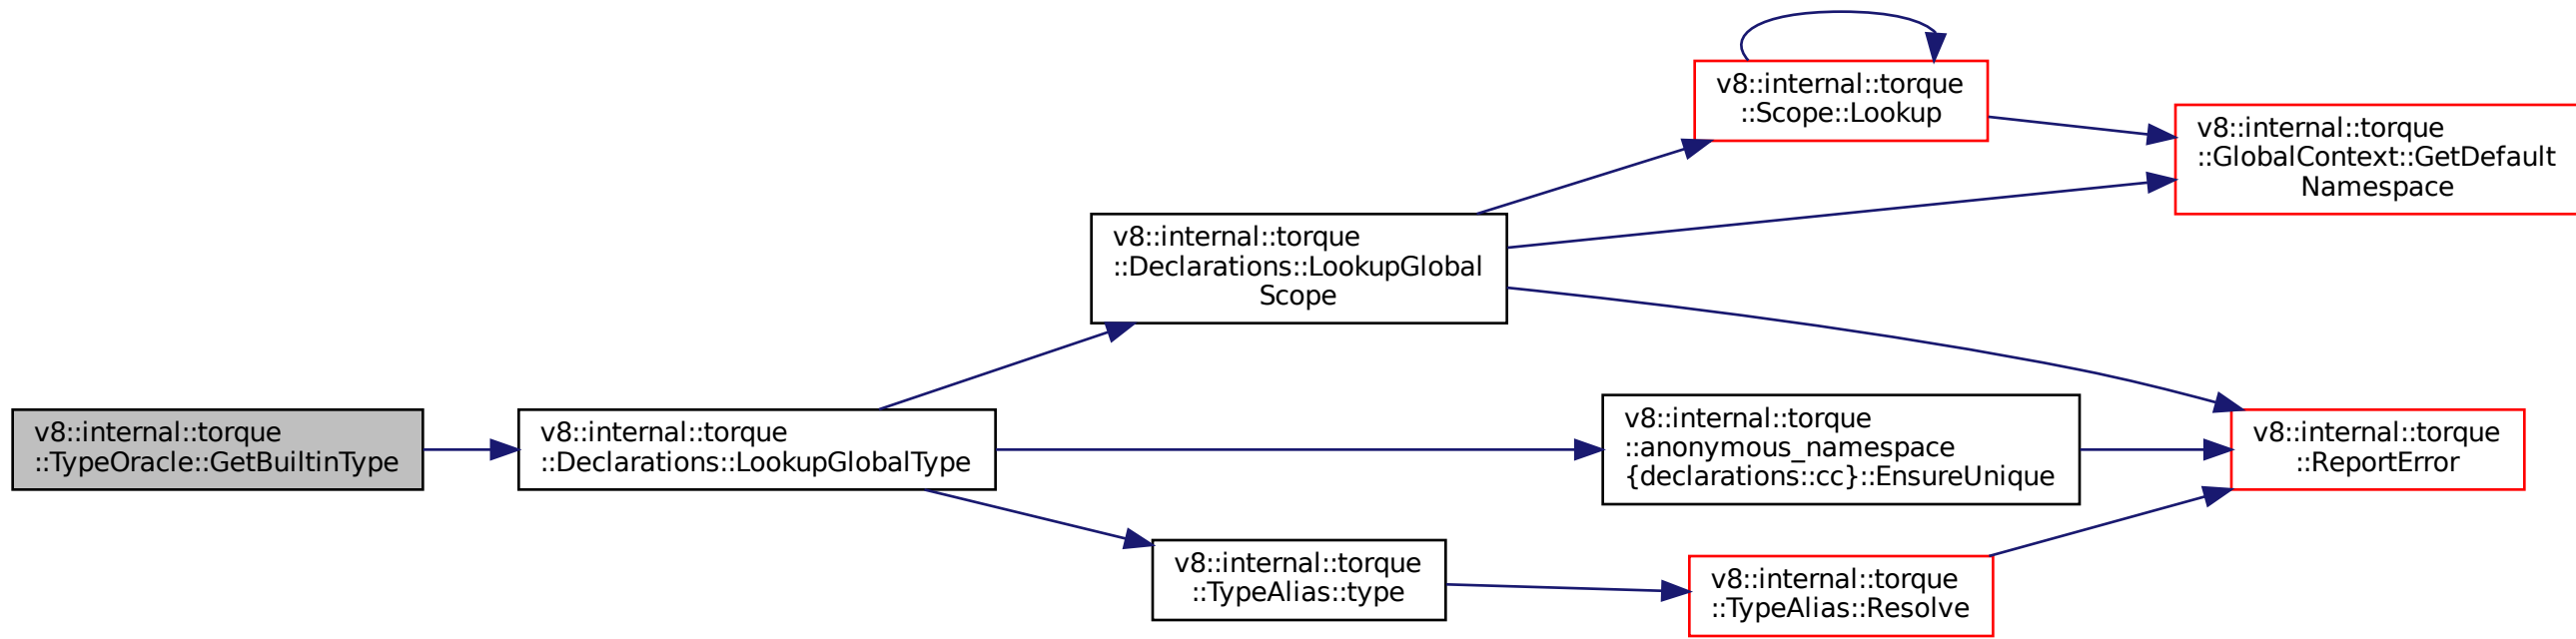 v8::internal::torque
::TypeOracle::GetBuiltinType
v8::internal::torque
::Declarations::LookupGlobalType
v8::internal::torque
::Declarations::LookupGlobal
Scope
v8::internal::torque
::Scope::Lookup
v8::internal::torque
::GlobalContext::GetDefault
Namespace
v8::internal::torque
::anonymous_namespace
{declarations::cc}::EnsureUnique
v8::internal::torque
::ReportError
v8::internal::torque
::TypeAlias::type
v8::internal::torque
::TypeAlias::Resolve